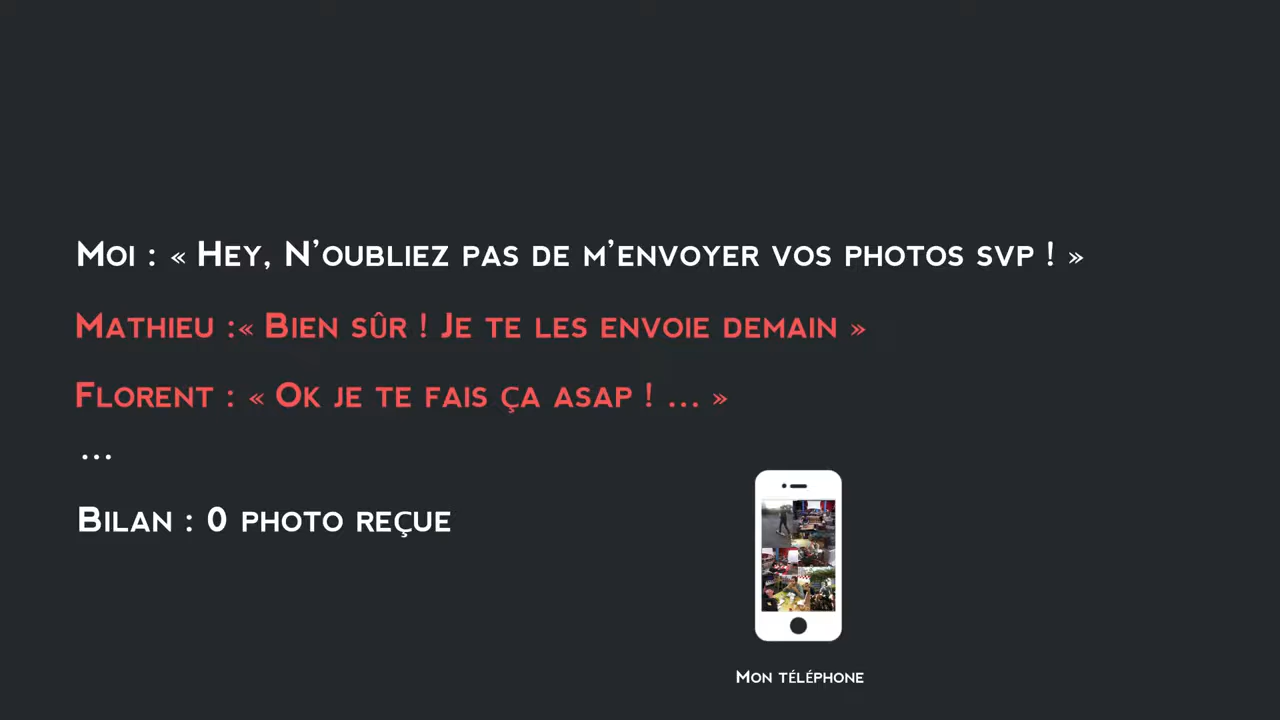 Moi : « Hey, N'oubliez pas de m'envoyer vos photos svp ! »
Mathieu :« Bien sûr ! Je te les envoie demain »
Florent : « Ok je te fais ça asap ! ... »
...
Bilan : 0 photo reçue
Mon téléphone